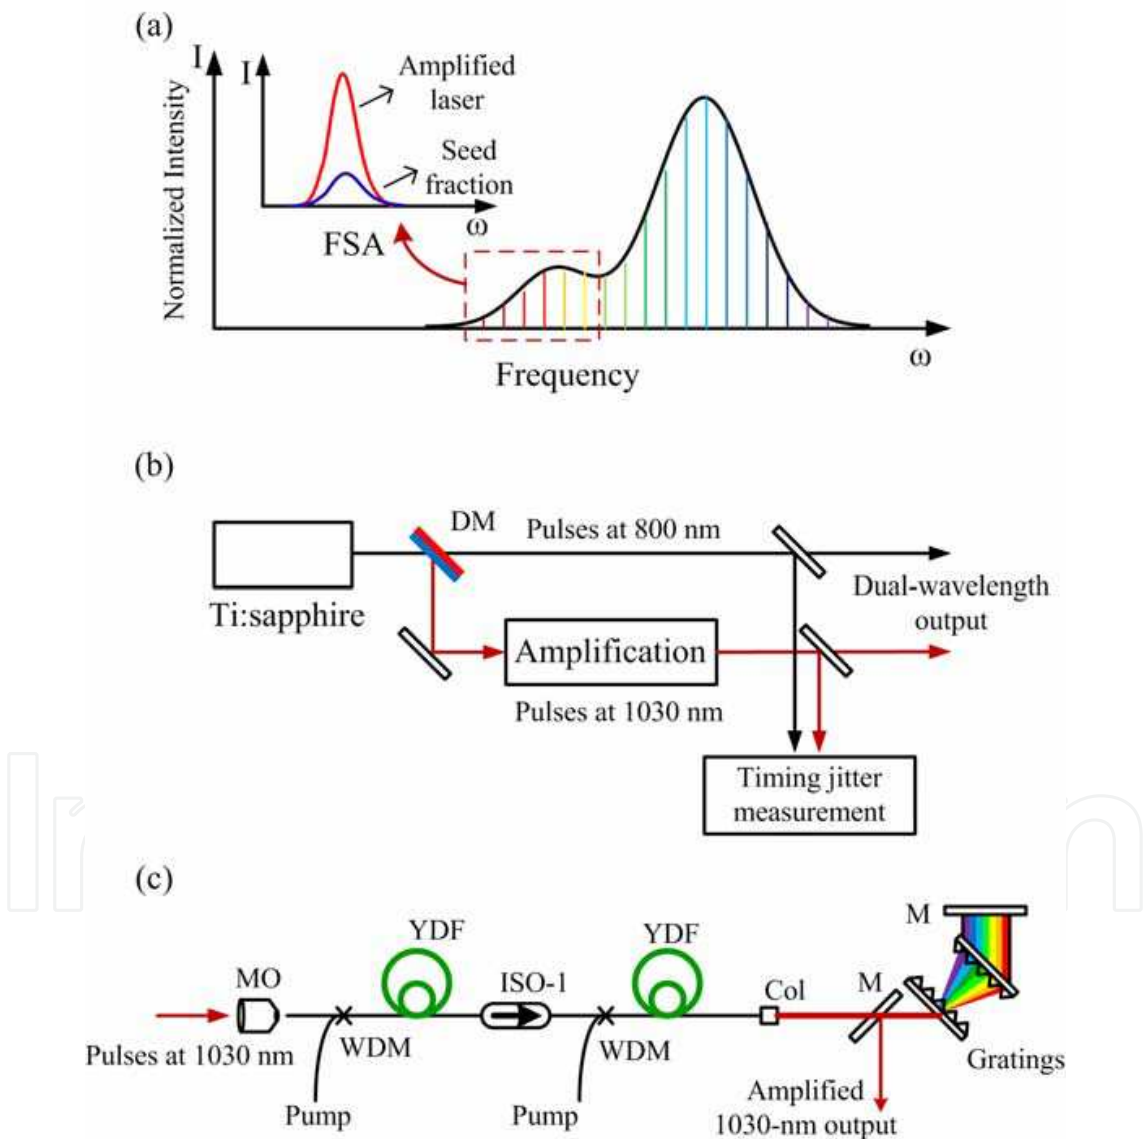 (a)
I
I
Amplified
laser
Seed
fraction
ω
FSA
Normalized Intensity
ω
Frequency
(b)
DM
Pulses at 800 nm
Ti:sapphire
Dual-wavelength
output
Amplification
Pulses at 1030 nm
Timing jitter
measurement
(c)
M
YDF
YDF
MO
ISO-1
Col
M
Pulses at 1030 nm
WDM
WDM
Gratings
Pump
Pump
Amplified
1030-nm output